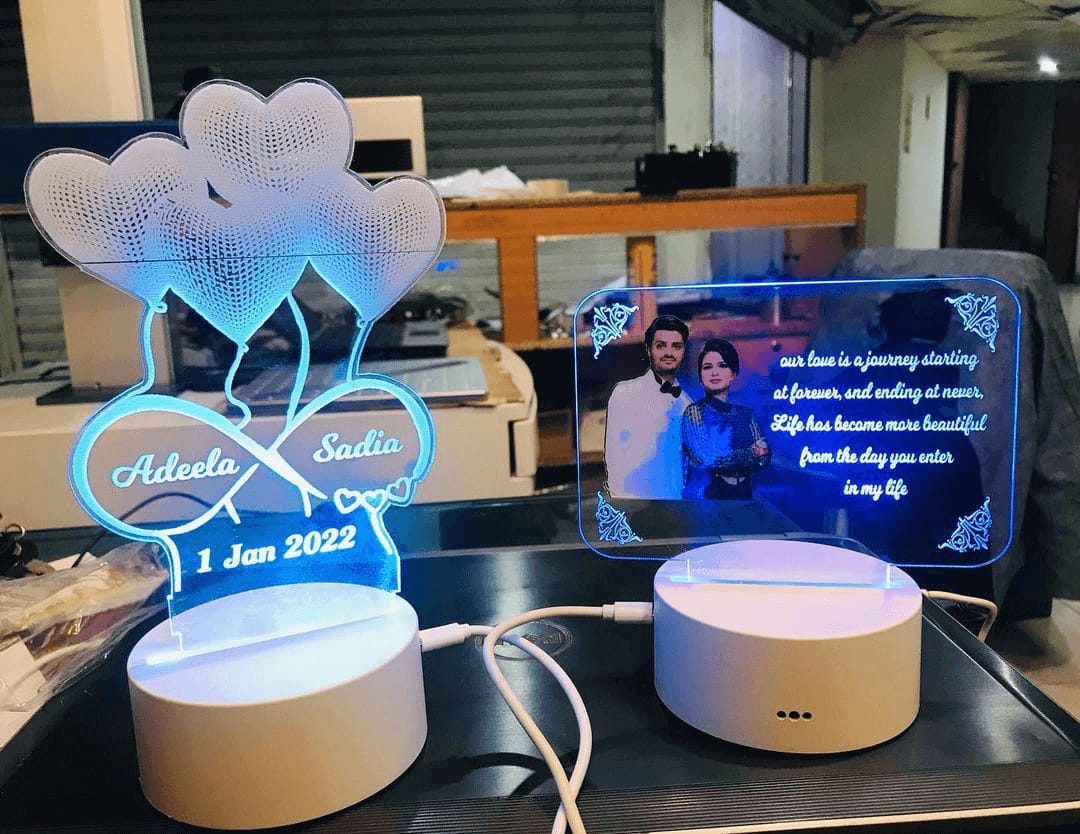 Adeela
Sadia
1 Jan 2022
our love is a journey starting
at forever, snd ending at never,
Life has become more beautiful
from the day you enter
in my life